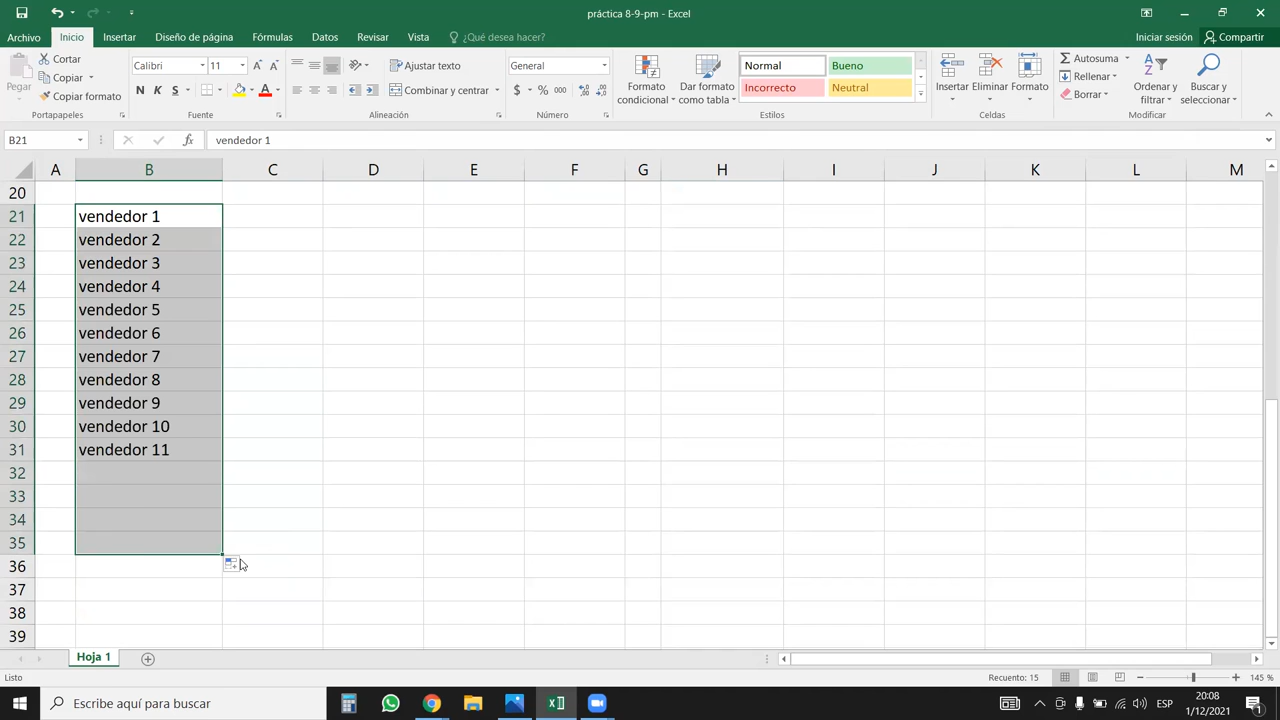 práctica 8-9-pm - Excel
Archivo Inicio Insertar Diseño de página Fórmulas Datos Revisar Vista ¿Qué desea hacer? Iniciar sesión Compartir
Pegar
Cortar
Copiar
Copiar formato
Portapapeles
Calibri 11
N K S
Fuente
Ajustar texto
Combinar y centrar
Alineación
General
$ % 000
Número
Formato condicional
Dar formato como tabla
Normal Bueno
Incorrecto Neutral
Estilos
Insertar Eliminar Formato
Celdas
Autosuma
Rellenar
Borrar
Ordenar y filtrar
Buscar y seleccionar
Modificar
B21 fx vendedor 1
A B C D E F G H I J K L M
20
21 vendedor 1
22 vendedor 2
23 vendedor 3
24 vendedor 4
25 vendedor 5
26 vendedor 6
27 vendedor 7
28 vendedor 8
29 vendedor 9
30 vendedor 10
31 vendedor 11
32
33
34
35
36
37
38
39
Hoja 1
Listo Recuento: 15 145 %
Escribe aquí para buscar
ESP
20:08
1/12/2021